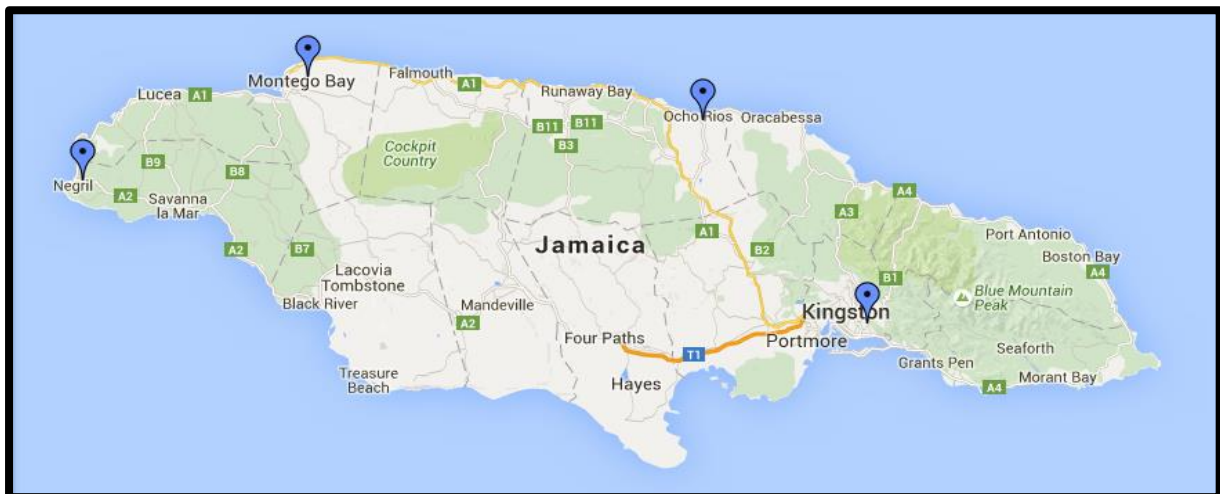 Montego Bay
Falmouth
A1
Lucea
A1
Runaway Bay
Ocho Rios
Oracabessa
B11
B11
B3
Cockpit
Country
B9
B8
Negril
A2
Savanna
la Mar
A4
A3
A1
B2
Jamaica
Port Antonio
Boston Bay
A4
A2
B7
Lacovia
Tombstone
B1
Blue Mountain
Peak
Black River
Mandeville
A2
Kingston
Four Paths
Portmore
T1
Seaforth
Grants Pen
Treasure
Beach
Hayes
Morant Bay
A4